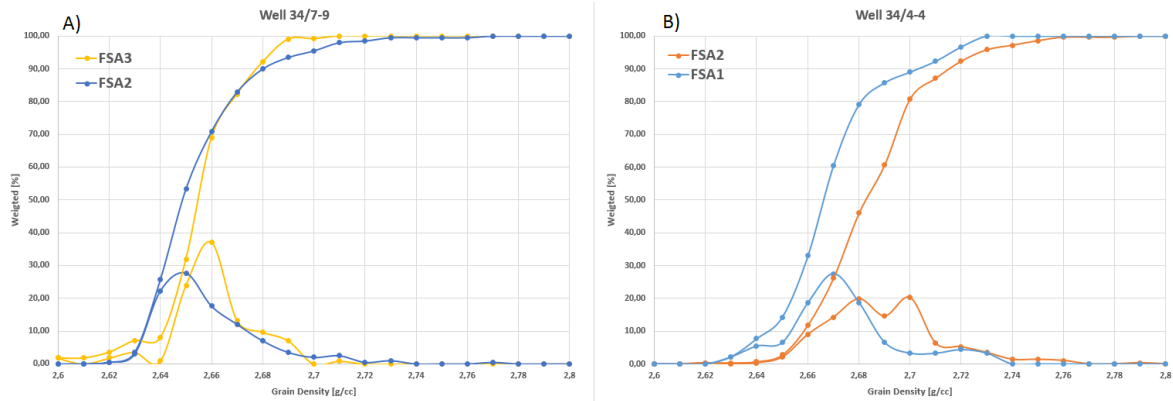 A)
Well 34/7-9
FSA3
FSA2
100,00
90,00
80,00
70,00
60,00
50,00
40,00
30,00
20,00
10,00
0,00
Weigted [%]
2,6 2,62 2,64 2,66 2,68 2,7 2,72 2,74 2,76 2,78 2,8
Grain Density [g/cc]
B)
Well 34/4-4
FSA2
FSA1
100,00
90,00
80,00
70,00
60,00
50,00
40,00
30,00
20,00
10,00
0,00
Weigted [%]
2,6 2,62 2,64 2,66 2,68 2,7 2,72 2,74 2,76 2,78 2,8
Grain Density [g/cc]